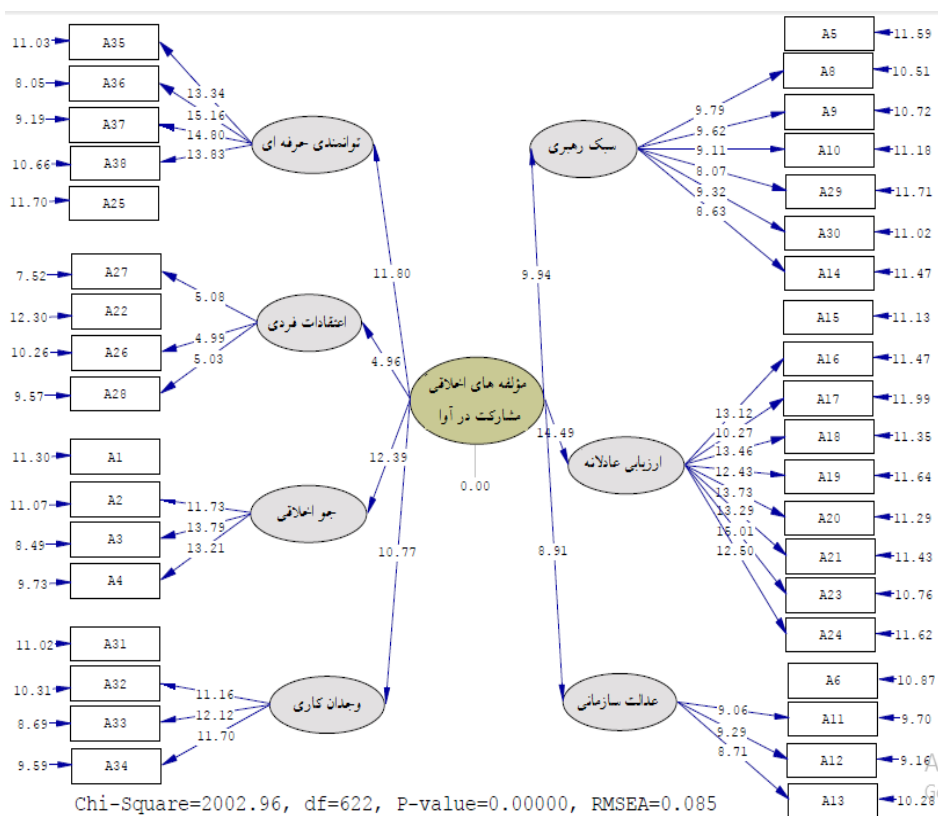 11.03 A35
8.05 A36
9.19 A37
10.66 A38
11.70 A25
13.34
15.16
14.80
13.83
توانمندی حرفه ای
11.80
7.52 A27
12.30 A22
10.26 A26
9.57 A28
5.08
4.99
5.03
اعتقادات فردی
4.96
11.30 A1
11.07 A2
8.49 A3
9.73 A4
11.73
13.79
13.21
جو اخلاقی
12.39
11.02 A31
10.31 A32
8.69 A33
9.59 A34
11.16
12.12
11.70
وجدان کاری
10.77
مؤلفه های اخلاقی
مشارکت در آوا
0.00
9.94
سبک رهبری
9.79
9.62
9.11
8.07
9.32
8.63
A5 11.59
A8 10.51
A9 10.72
A10 11.18
A29 11.71
A30 11.02
A14 11.47
14.49
ارزیابی عادلانه
13.12
10.27
13.46
12.43
13.73
13.29
15.01
12.50
A15 11.13
A16 11.47
A17 11.99
A18 11.35
A19 11.64
A20 11.29
A21 11.43
A23 10.76
A24 11.62
8.91
عدالت سازمانی
9.06
9.29
8.71
A6 10.87
A11 9.70
A12 9.16
A13 10.28
Chi-Square=2002.96, df=622, P-value=0.00000, RMSEA=0.085